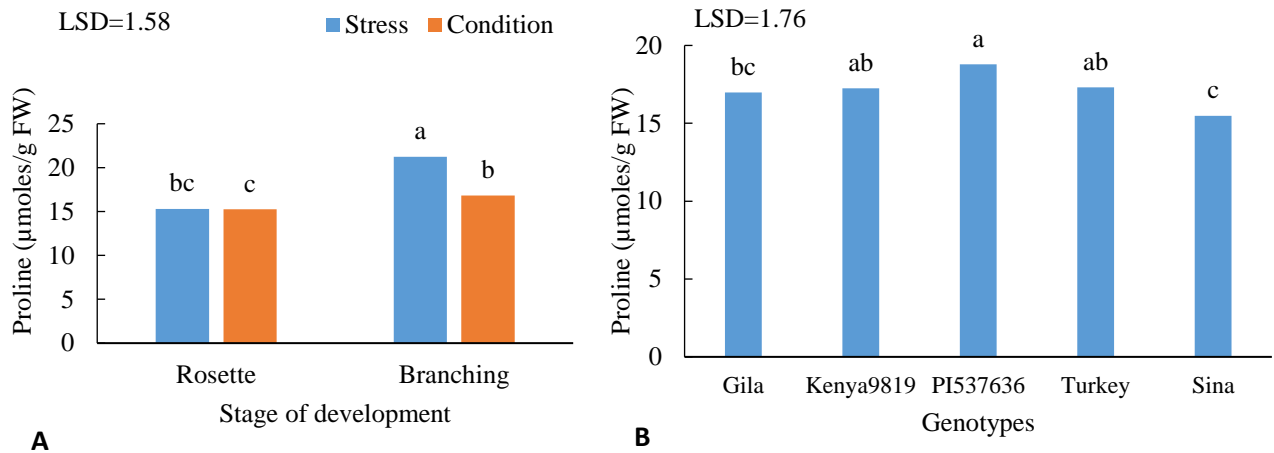 LSD=1.58
Stress Condition
Proline (µmoles/g FW)
25
20
15
10
5
0
bc
c
a
b
Rosette Branching
Stage of development
A
LSD=1.76
Proline (µmoles/g FW)
20
15
10
5
0
bc
ab
a
ab
c
Gila Kenya9819 PI537636 Turkey Sina
Genotypes
B